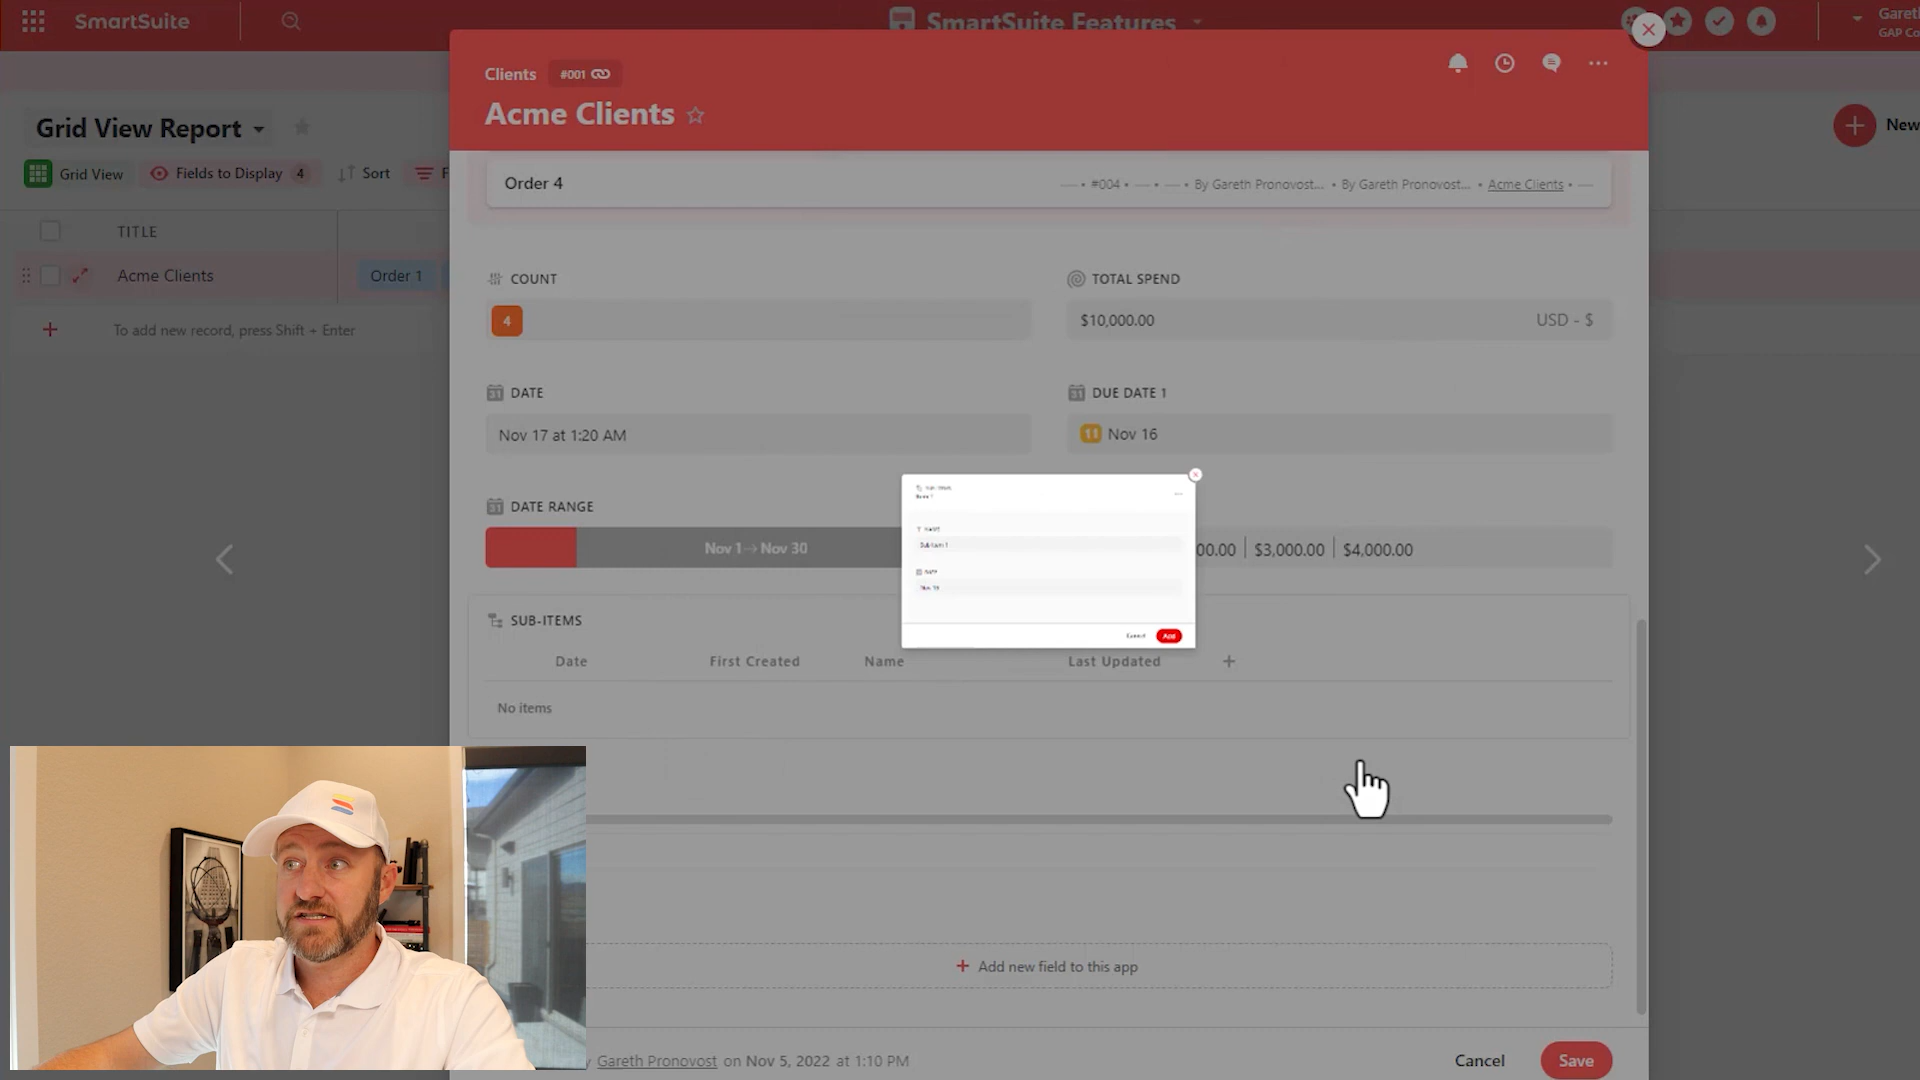 SmartSuite
SmartSuite Features
Gareth
GAP Co
Clients
#001
Acme Clients
Grid View Report
New
Grid View
Fields to Display 4
Sort
F
Order 4
#004 • By Gareth Pronovost... • By Gareth Pronovost... • Acme Clients
TITLE
Acme Clients
Order 1
To add new record, press Shift + Enter
COUNT
TOTAL SPEND
4
$10,000.00
USD - $
DATE
DUE DATE 1
Nov 17 at 1:20 AM
Nov 16
DATE RANGE
Nov 1→Nov 30
00.00 $3,000.00 $4,000.00
Cancel Add
SUB-ITEMS
Date First Created Name Last Updated
No items
Add new field to this app
Gareth Pronovost on Nov 5, 2022 at 1:10 PM
Cancel Save